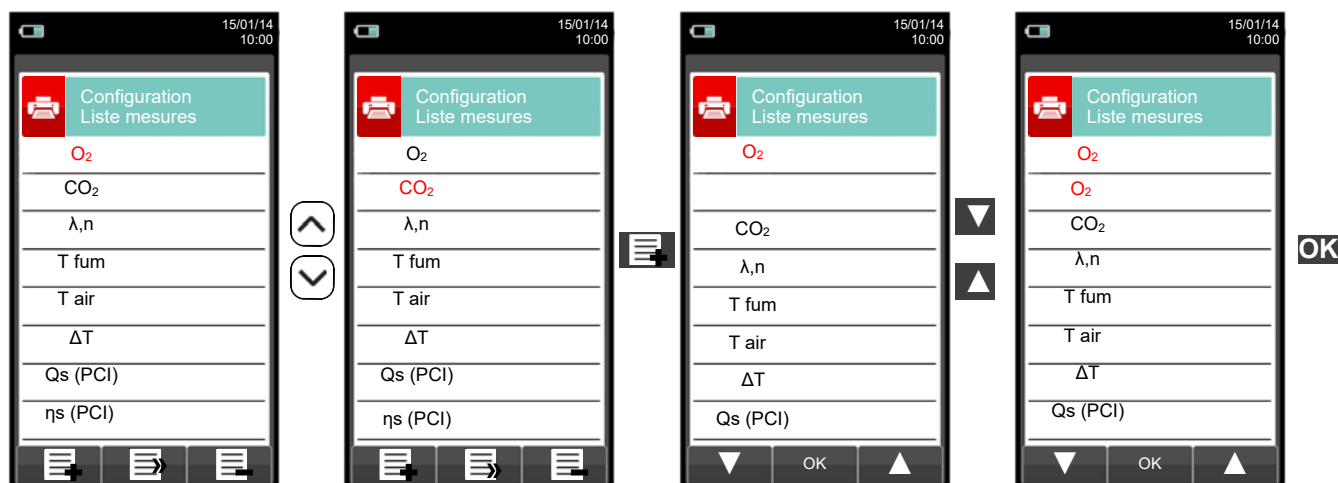 15/01/14
10:00
Configuration
Liste mesures
O₂
CO₂
λ,n
T fum
T air
ΔT
Qs (PCI)
ηs (PCI)
15/01/14
10:00
Configuration
Liste mesures
O₂
CO₂
λ,n
T fum
T air
ΔT
Qs (PCI)
ηs (PCI)
15/01/14
10:00
Configuration
Liste mesures
O₂
CO₂
λ,n
T fum
T air
ΔT
Qs (PCI)
OK
15/01/14
10:00
Configuration
Liste mesures
O₂
O₂
CO₂
λ,n
T fum
T air
ΔT
Qs (PCI)
OK
OK